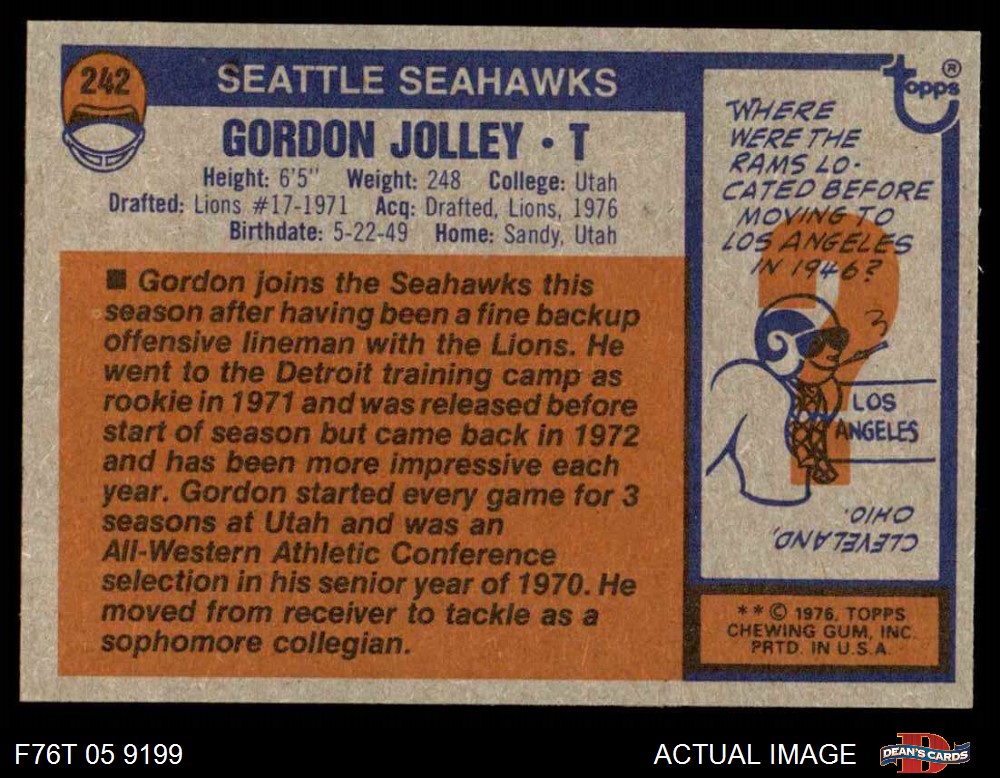 242
SEATTLE SEAHAWKS
GORDON JOLLEY • T
Height: 6'5" Weight: 248 College: Utah
Drafted: Lions #17-1971 Acq: Drafted, Lions, 1976
Birthdate: 5-22-49 Home: Sandy, Utah
■ Gordon joins the Seahawks this
season after having been a fine backup
offensive lineman with the Lions. He
went to the Detroit training camp as
rookie in 1971 and was released before
start of season but came back in 1972
and has been more impressive each
year. Gordon started every game for 3
seasons at Utah and was an
All-Western Athletic Conference
selection in his senior year of 1970. He
moved from receiver to tackle as a
sophomore collegian.
Topps®
WHERE
WERE THE
RAMS LO-
CATED BEFORE
MOVING TO
LOS ANGELES
IN 1946?
?
LOS
ANGELES
CLEVELAND,
OHIO.
** © 1976, TOPPS
CHEWING GUM, INC.
PRTD. IN U.S.A.
F76T 05 9199
ACTUAL IMAGE
D
DEAN'S CARDS